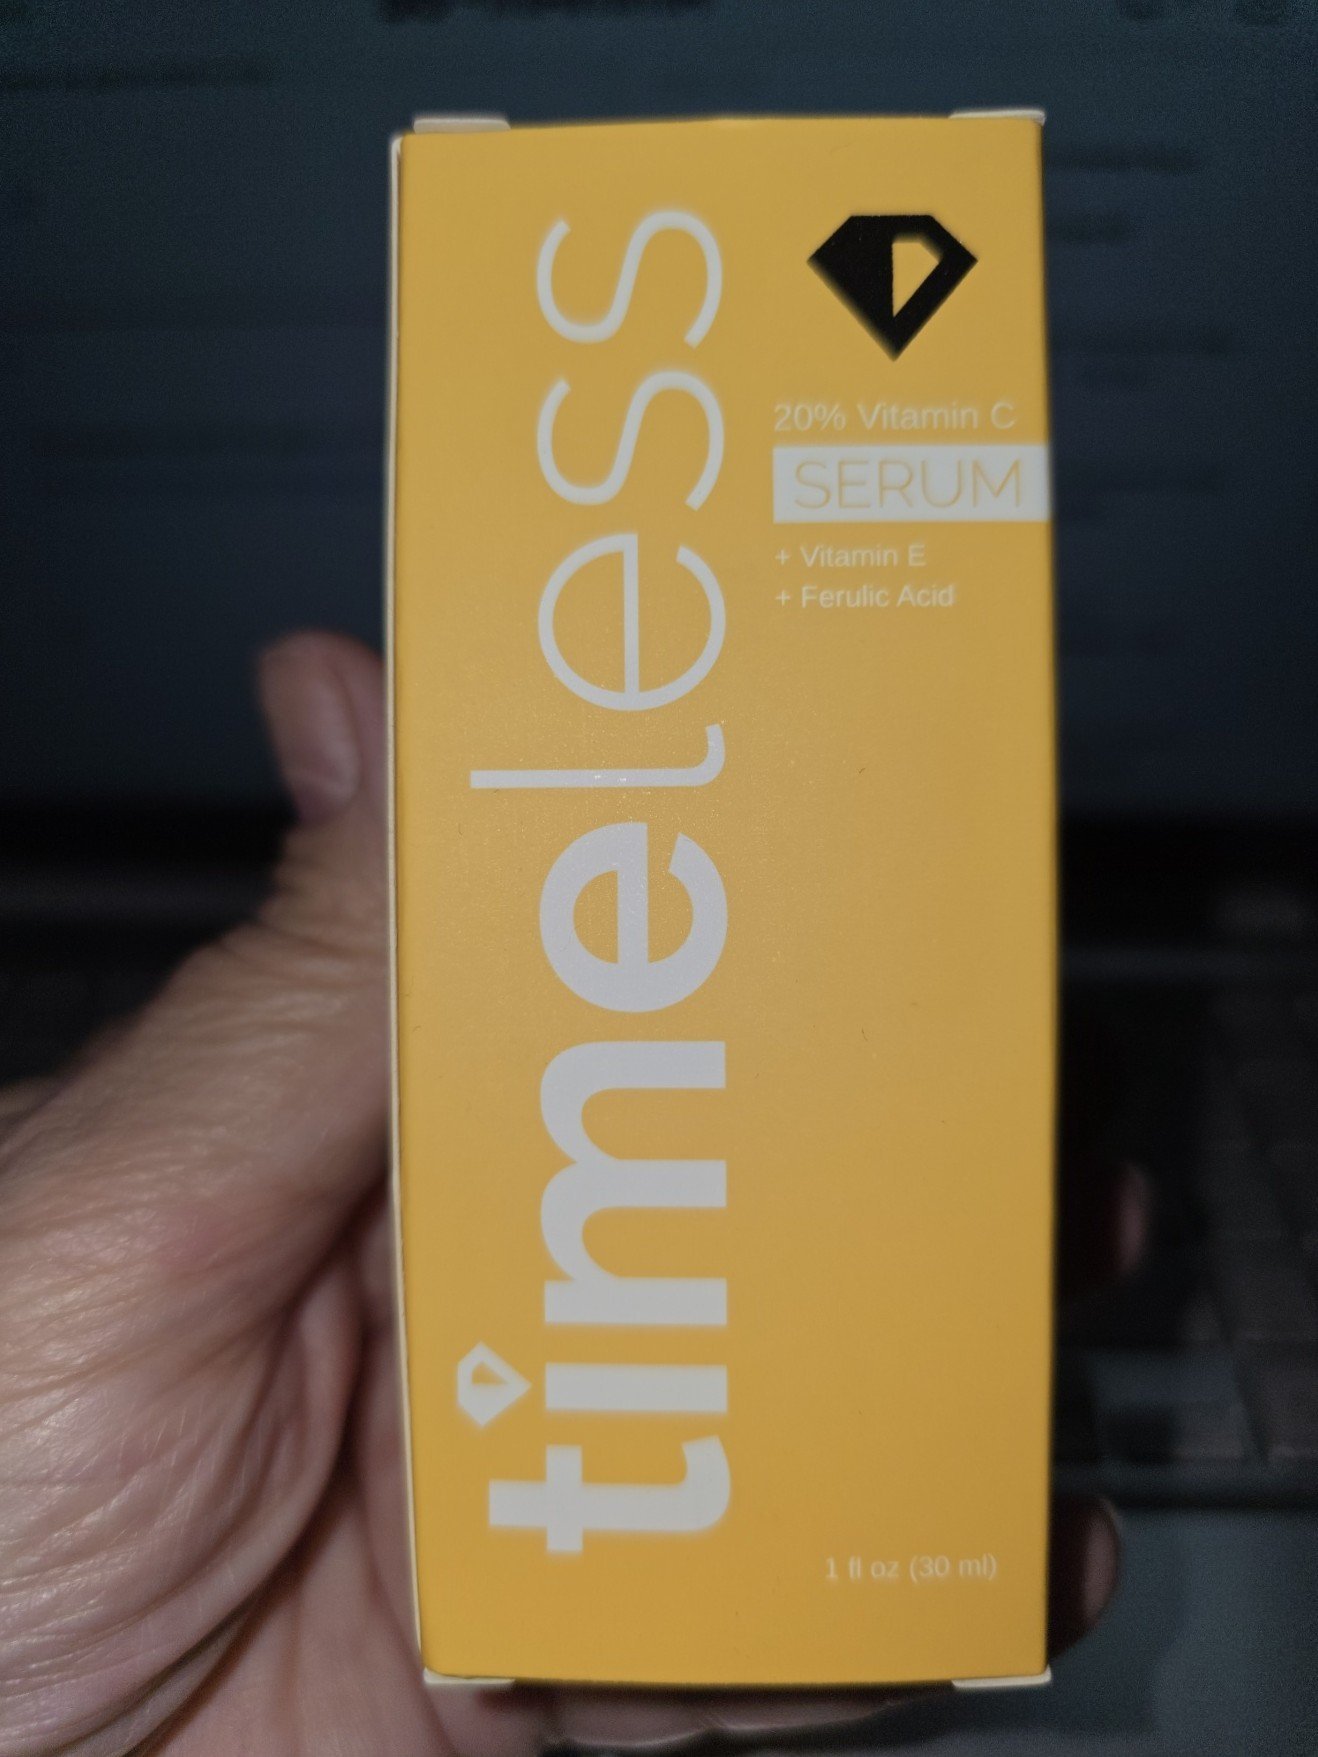 timeless
20% Vitamin C
SERUM
+ Vitamin E
+ Ferulic Acid
1 fl oz (30 ml)